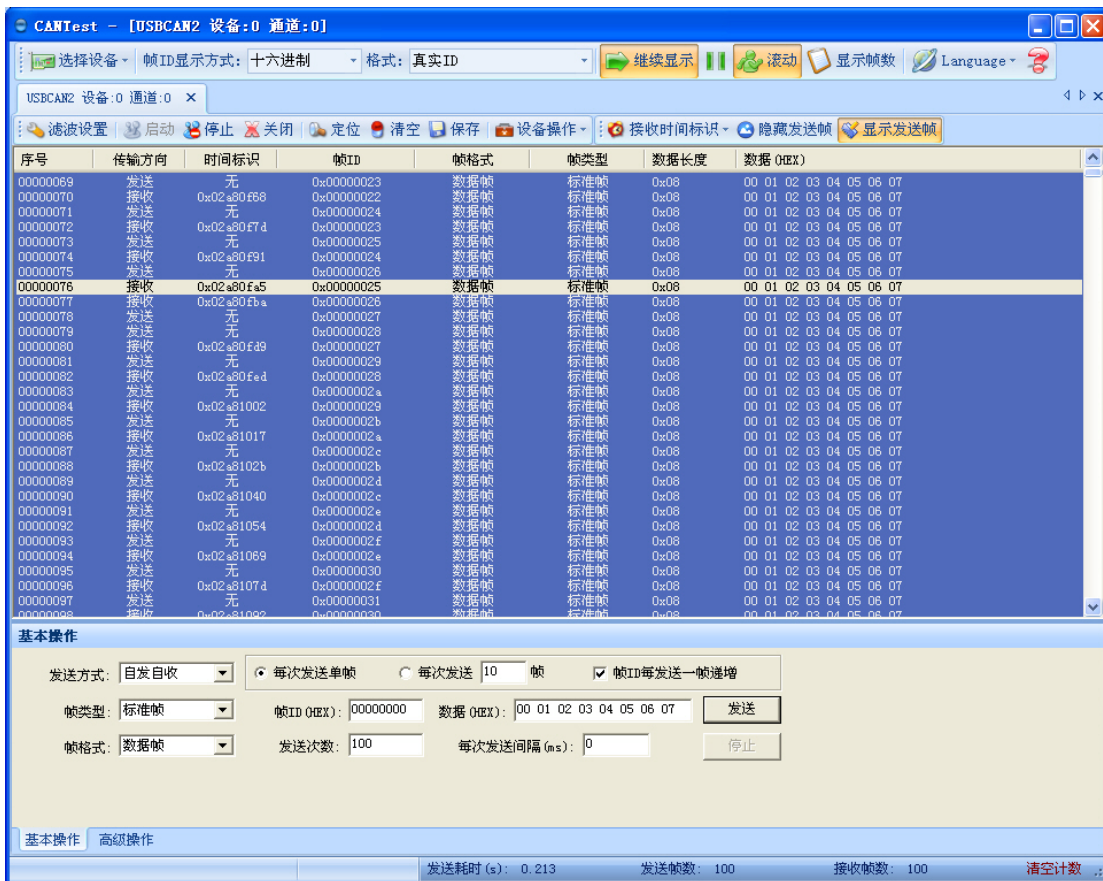 CANTest - [USBCAN2 设备:0 通道:0]
选择设备 帧ID显示方式: 十六进制 格式: 真实ID 继续显示 滚动 显示帧数 Language
USBCAN2 设备:0 通道:0
滤波设置 启动 停止 关闭 定位 清空 保存 设备操作 接收时间标识 隐藏发送帧 显示发送帧
序号 传输方向 时间标识 帧ID 帧格式 帧类型 数据长度 数据(HEX)
00000069 发送 无 0x00000023 数据帧 标准帧 0x08 00 01 02 03 04 05 06 07
00000070 接收 0x02a80f68 0x00000022 数据帧 标准帧 0x08 00 01 02 03 04 05 06 07
00000071 发送 无 0x00000024 数据帧 标准帧 0x08 00 01 02 03 04 05 06 07
00000072 接收 0x02a80f7d 0x00000023 数据帧 标准帧 0x08 00 01 02 03 04 05 06 07
00000073 发送 无 0x00000025 数据帧 标准帧 0x08 00 01 02 03 04 05 06 07
00000074 接收 0x02a80f91 0x00000024 数据帧 标准帧 0x08 00 01 02 03 04 05 06 07
00000075 发送 无 0x00000026 数据帧 标准帧 0x08 00 01 02 03 04 05 06 07
00000076 接收 0x02a80fa5 0x00000025 数据帧 标准帧 0x08 00 01 02 03 04 05 06 07
00000077 接收 0x02a80fba 0x00000026 数据帧 标准帧 0x08 00 01 02 03 04 05 06 07
00000078 发送 无 0x00000027 数据帧 标准帧 0x08 00 01 02 03 04 05 06 07
00000079 发送 无 0x00000028 数据帧 标准帧 0x08 00 01 02 03 04 05 06 07
00000080 接收 0x02a80fd9 0x00000027 数据帧 标准帧 0x08 00 01 02 03 04 05 06 07
00000081 发送 无 0x00000029 数据帧 标准帧 0x08 00 01 02 03 04 05 06 07
00000082 接收 0x02a80fed 0x00000028 数据帧 标准帧 0x08 00 01 02 03 04 05 06 07
00000083 发送 无 0x0000002a 数据帧 标准帧 0x08 00 01 02 03 04 05 06 07
00000084 接收 0x02a81002 0x00000029 数据帧 标准帧 0x08 00 01 02 03 04 05 06 07
00000085 发送 无 0x0000002b 数据帧 标准帧 0x08 00 01 02 03 04 05 06 07
00000086 接收 0x02a81017 0x0000002a 数据帧 标准帧 0x08 00 01 02 03 04 05 06 07
00000087 发送 无 0x0000002c 数据帧 标准帧 0x08 00 01 02 03 04 05 06 07
00000088 接收 0x02a8102b 0x0000002b 数据帧 标准帧 0x08 00 01 02 03 04 05 06 07
00000089 发送 无 0x0000002d 数据帧 标准帧 0x08 00 01 02 03 04 05 06 07
00000090 接收 0x02a81040 0x0000002c 数据帧 标准帧 0x08 00 01 02 03 04 05 06 07
00000091 发送 无 0x0000002e 数据帧 标准帧 0x08 00 01 02 03 04 05 06 07
00000092 接收 0x02a81054 0x0000002d 数据帧 标准帧 0x08 00 01 02 03 04 05 06 07
00000093 发送 无 0x0000002f 数据帧 标准帧 0x08 00 01 02 03 04 05 06 07
00000094 接收 0x02a81069 0x0000002e 数据帧 标准帧 0x08 00 01 02 03 04 05 06 07
00000095 发送 无 0x00000030 数据帧 标准帧 0x08 00 01 02 03 04 05 06 07
00000096 接收 0x02a8107d 0x0000002f 数据帧 标准帧 0x08 00 01 02 03 04 05 06 07
00000097 发送 无 0x00000031 数据帧 标准帧 0x08 00 01 02 03 04 05 06 07
00000098 接收 0x02a81092 0x00000030 数据帧 标准帧 0x08 00 01 02 03 04 05 06 07
基本操作
发送方式: 自发自收 每次发送单帧 每次发送 10 帧 帧ID每发送一帧递增
帧类型: 标准帧 帧ID(HEX): 00000000 数据(HEX): 00 01 02 03 04 05 06 07 发送
帧格式: 数据帧 发送次数: 100 每次发送间隔(ms): 0 停止
基本操作 高级操作
发送耗时(s): 0.213 发送帧数: 100 接收帧数: 100 清空计数